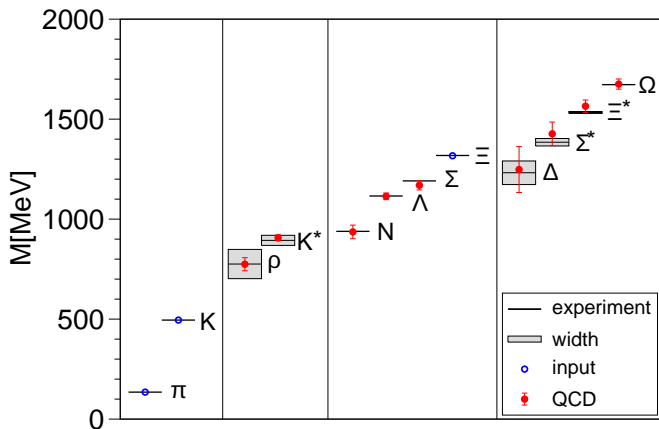 M[MeV]
2000
1500
1000
500
0
π
K
ρ
K*
N
Λ
Σ
Ξ
Δ
Σ*
Ξ*
Ω
experiment
width
input
QCD